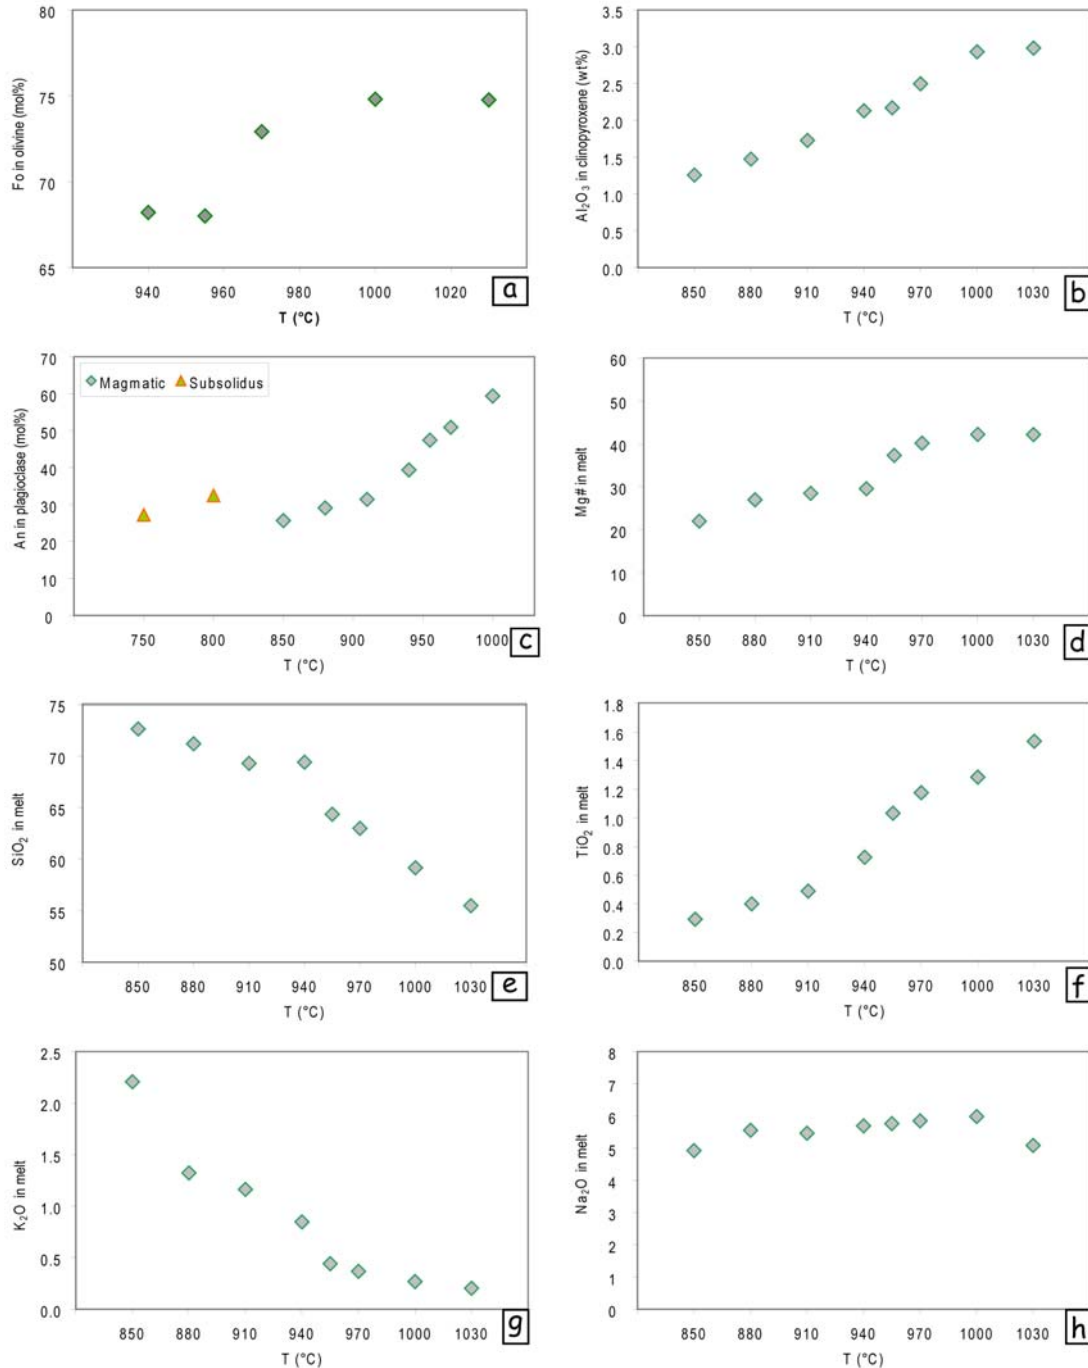 80
75
70
65
Fo in olivine (mol%)
940 960 980 1000 1020
T (°C)
a
3.5
3.0
2.5
2.0
1.5
1.0
0.5
0.0
Al₂O₃ in clinopyroxene (wt%)
850 880 910 940 970 1000 1030
T (°C)
b
70
60
50
40
30
20
10
0
An in plagioclase (mol%)
Magmatic Subsolidus
750 800 850 900 950 1000
T (°C)
c
60
50
40
30
20
10
0
Mg# in melt
850 880 910 940 970 1000 1030
T (°C)
d
75
70
65
60
55
50
SiO₂ in melt
850 880 910 940 970 1000 1030
T (°C)
e
1.8
1.6
1.4
1.2
1.0
0.8
0.6
0.4
0.2
0.0
TiO₂ in melt
850 880 910 940 970 1000 1030
T (°C)
f
2.5
2.0
1.5
1.0
0.5
0.0
K₂O in melt
850 880 910 940 970 1000 1030
T (°C)
g
8
7
6
5
4
3
2
1
0
Na₂O in melt
850 880 910 940 970 1000 1030
T (°C)
h